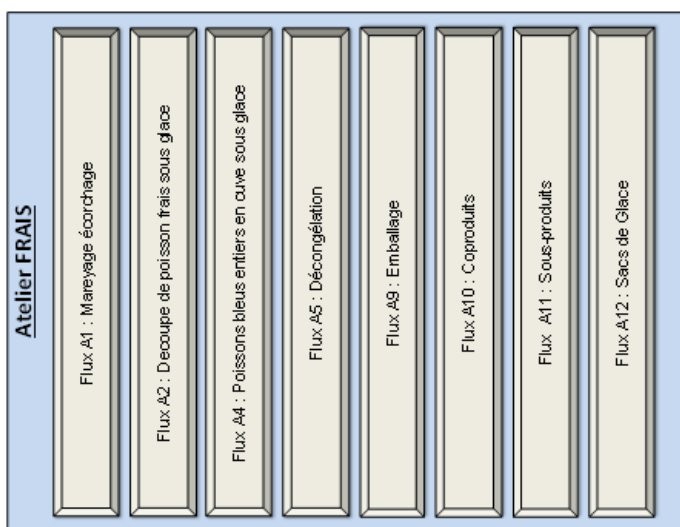 Atelier FRAIS
Flux A1 : Mareyage écorchage
Flux A2 : Decoupe de poisson frais sous glace
Flux A4 : Poissons bleus entiers en cuve sous glace
Flux A5 : Décongélation
Flux A9 : Emballage
Flux A10 : Coproduits
Flux A11 : Sous-produits
Flux A12 : Sacs de Glace